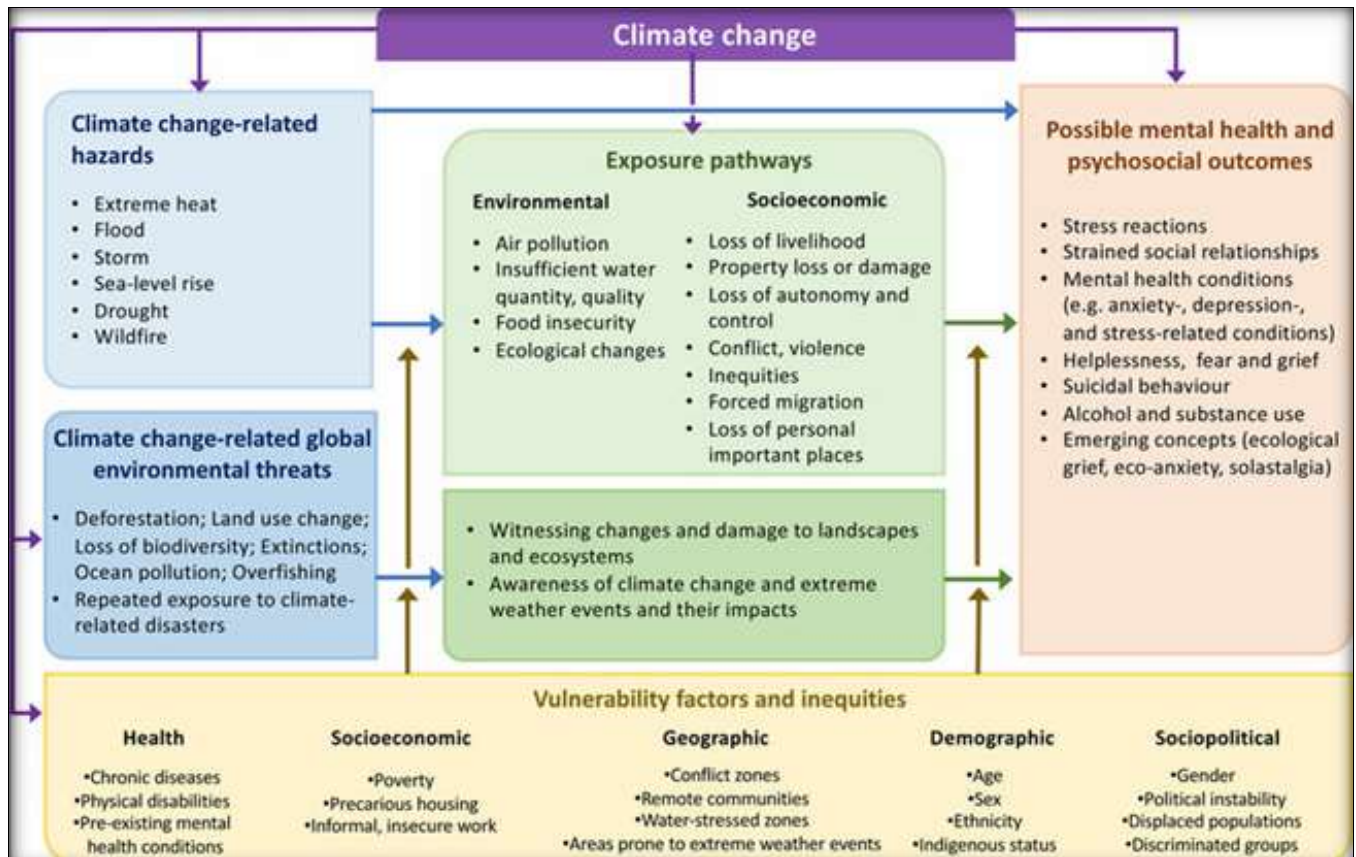 Climate change
Climate change-related
hazards
• Extreme heat
• Flood
• Storm
• Sea-level rise
• Drought
• Wildfire
Climate change-related global
environmental threats
• Deforestation; Land use change;
Loss of biodiversity; Extinctions;
Ocean pollution; Overfishing
• Repeated exposure to climate-
related disasters
Exposure pathways
Environmental
• Air pollution
• Insufficient water
quantity, quality
• Food insecurity
• Ecological changes
Socioeconomic
• Loss of livelihood
• Property loss or damage
• Loss of autonomy and
control
• Conflict, violence
• Inequities
• Forced migration
• Loss of personal
important places
• Witnessing changes and damage to landscapes
and ecosystems
• Awareness of climate change and extreme
weather events and their impacts
Possible mental health and
psychosocial outcomes
• Stress reactions
• Strained social relationships
• Mental health conditions
(e.g. anxiety-, depression-,
and stress-related conditions)
• Helplessness, fear and grief
• Suicidal behaviour
• Alcohol and substance use
• Emerging concepts (ecological
grief, eco-anxiety, solastalgia)
Vulnerability factors and inequities
Health
•Chronic diseases
•Physical disabilities
•Pre-existing mental
health conditions
Socioeconomic
•Poverty
•Precarious housing
•Informal, insecure work
Geographic
•Conflict zones
•Remote communities
•Water-stressed zones
•Areas prone to extreme weather events
Demographic
•Age
•Sex
•Ethnicity
•Indigenous status
Sociopolitical
•Gender
•Political instability
•Displaced populations
•Discriminated groups